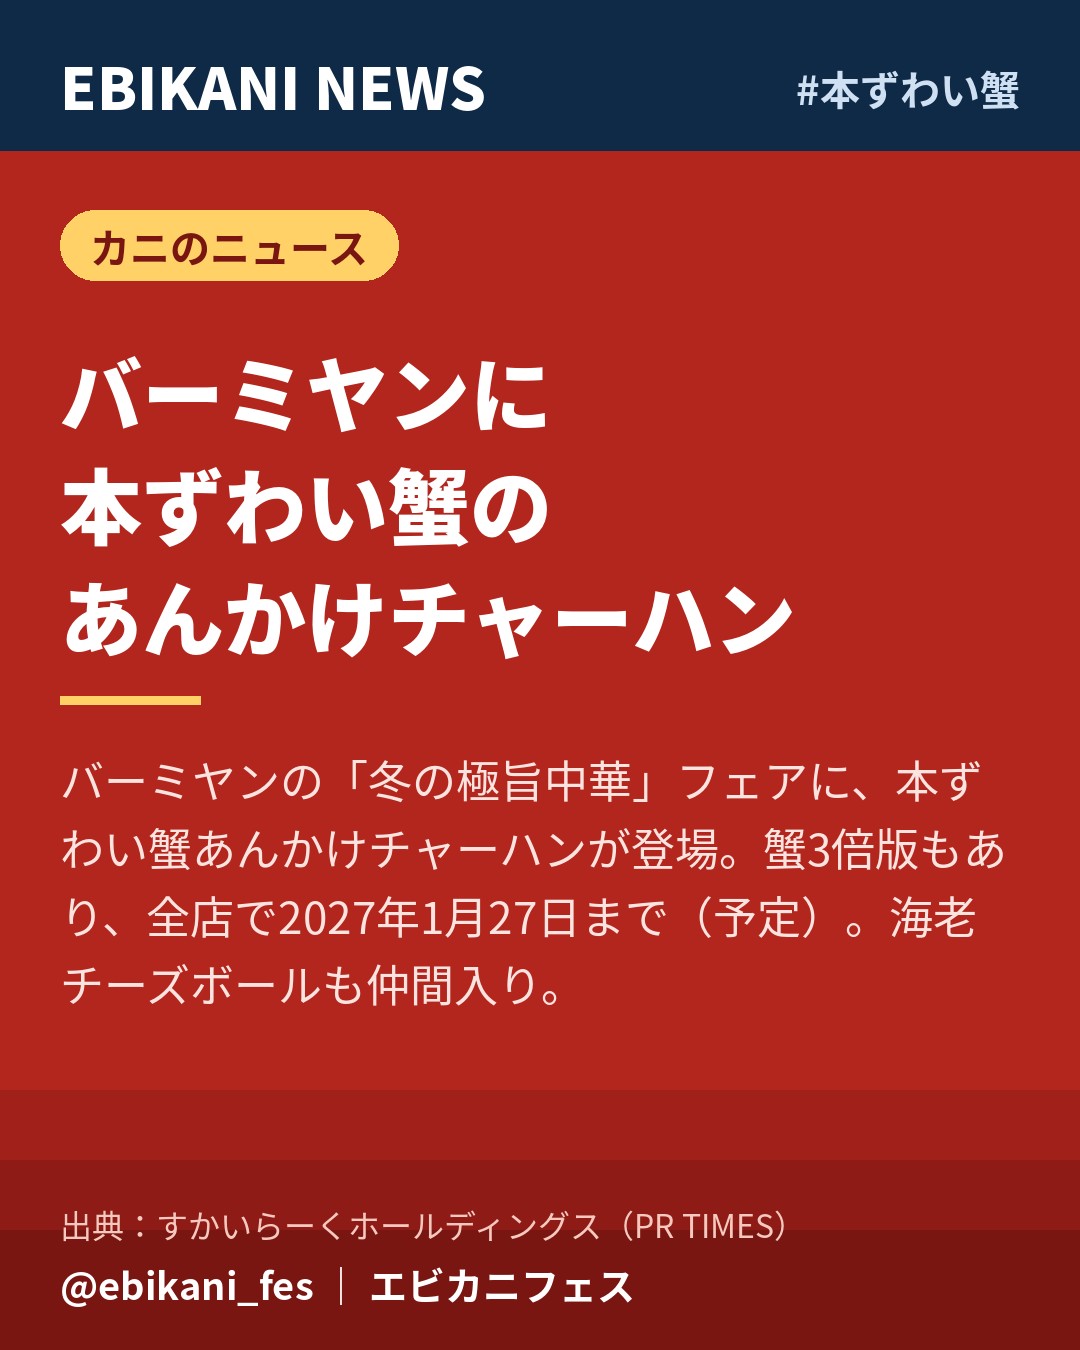 EBIKANI NEWS
#本ずわい蟹
カニのニュース
バーミヤンに
本ずわい蟹の
あんかけチャーハン
バーミヤンの「冬の極旨中華」フェアに、本ず
わい蟹あんかけチャーハンが登場。蟹3倍版もあ
り、全店で2027年1月27日まで（予定）。海老
チーズボールも仲間入り。
出典：すかいらーくホールディングス（PR TIMES）
@ebikani_fes ｜ エビカニフェス